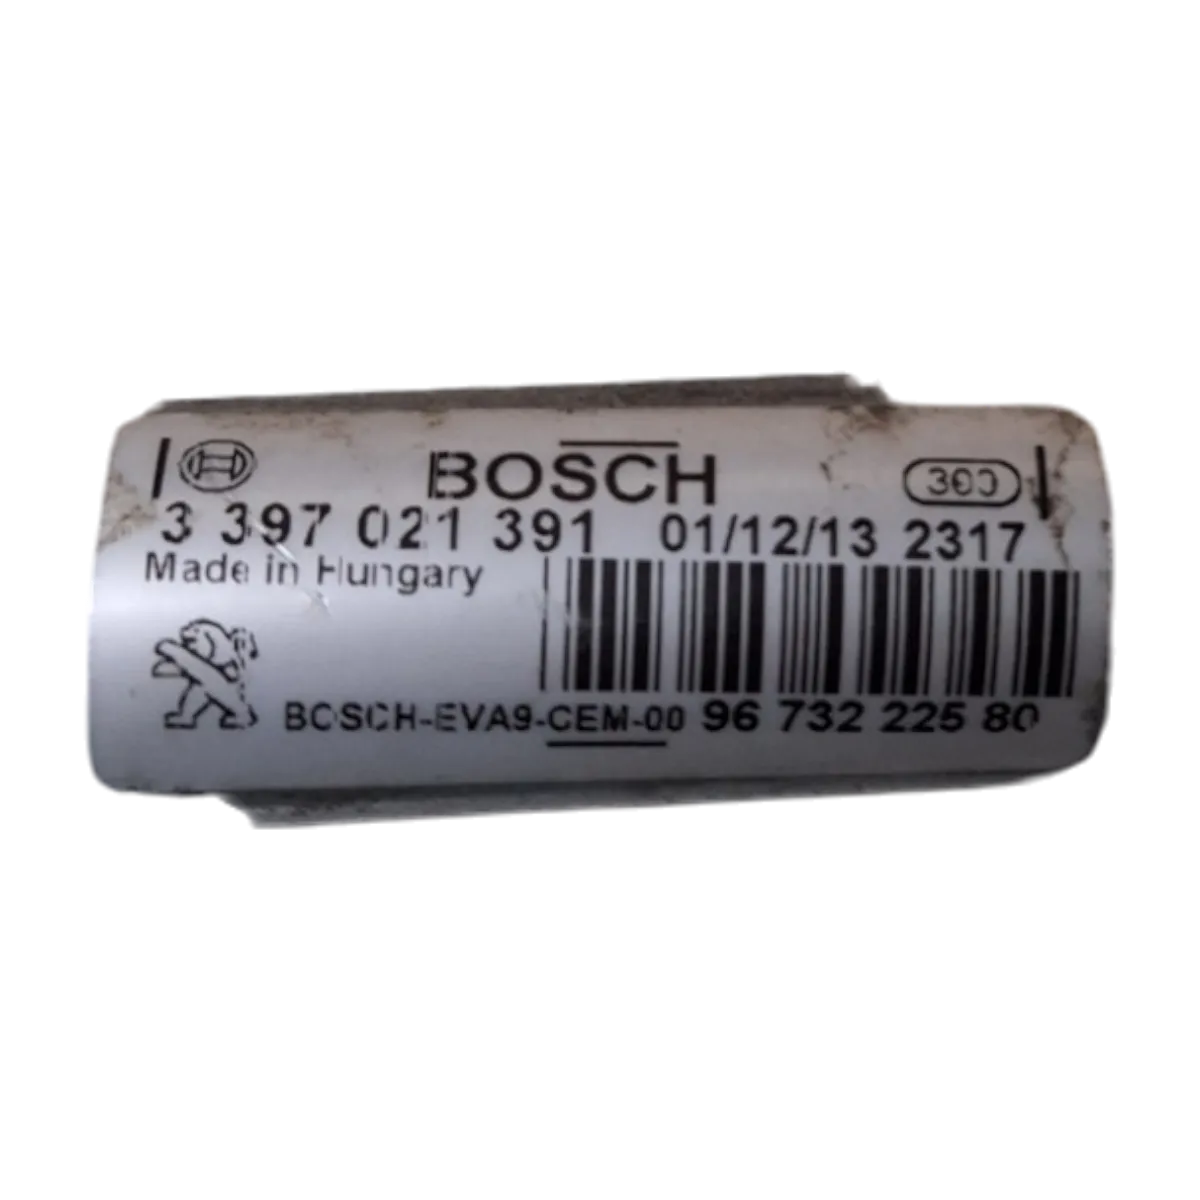 BOSCH
3 397 021 391 01/12/13 2317
Made in Hungary
BOSCH-EVA9-CEM-00 96 732 225 80